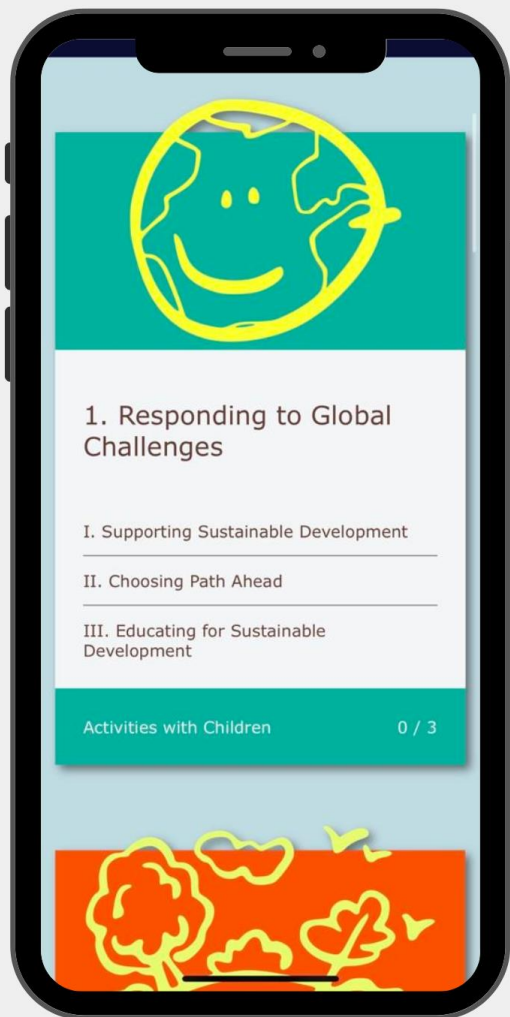 1. Responding to Global
Challenges
I. Supporting Sustainable Development
II. Choosing Path Ahead
III. Educating for Sustainable
Development
Activities with Children 0 / 3